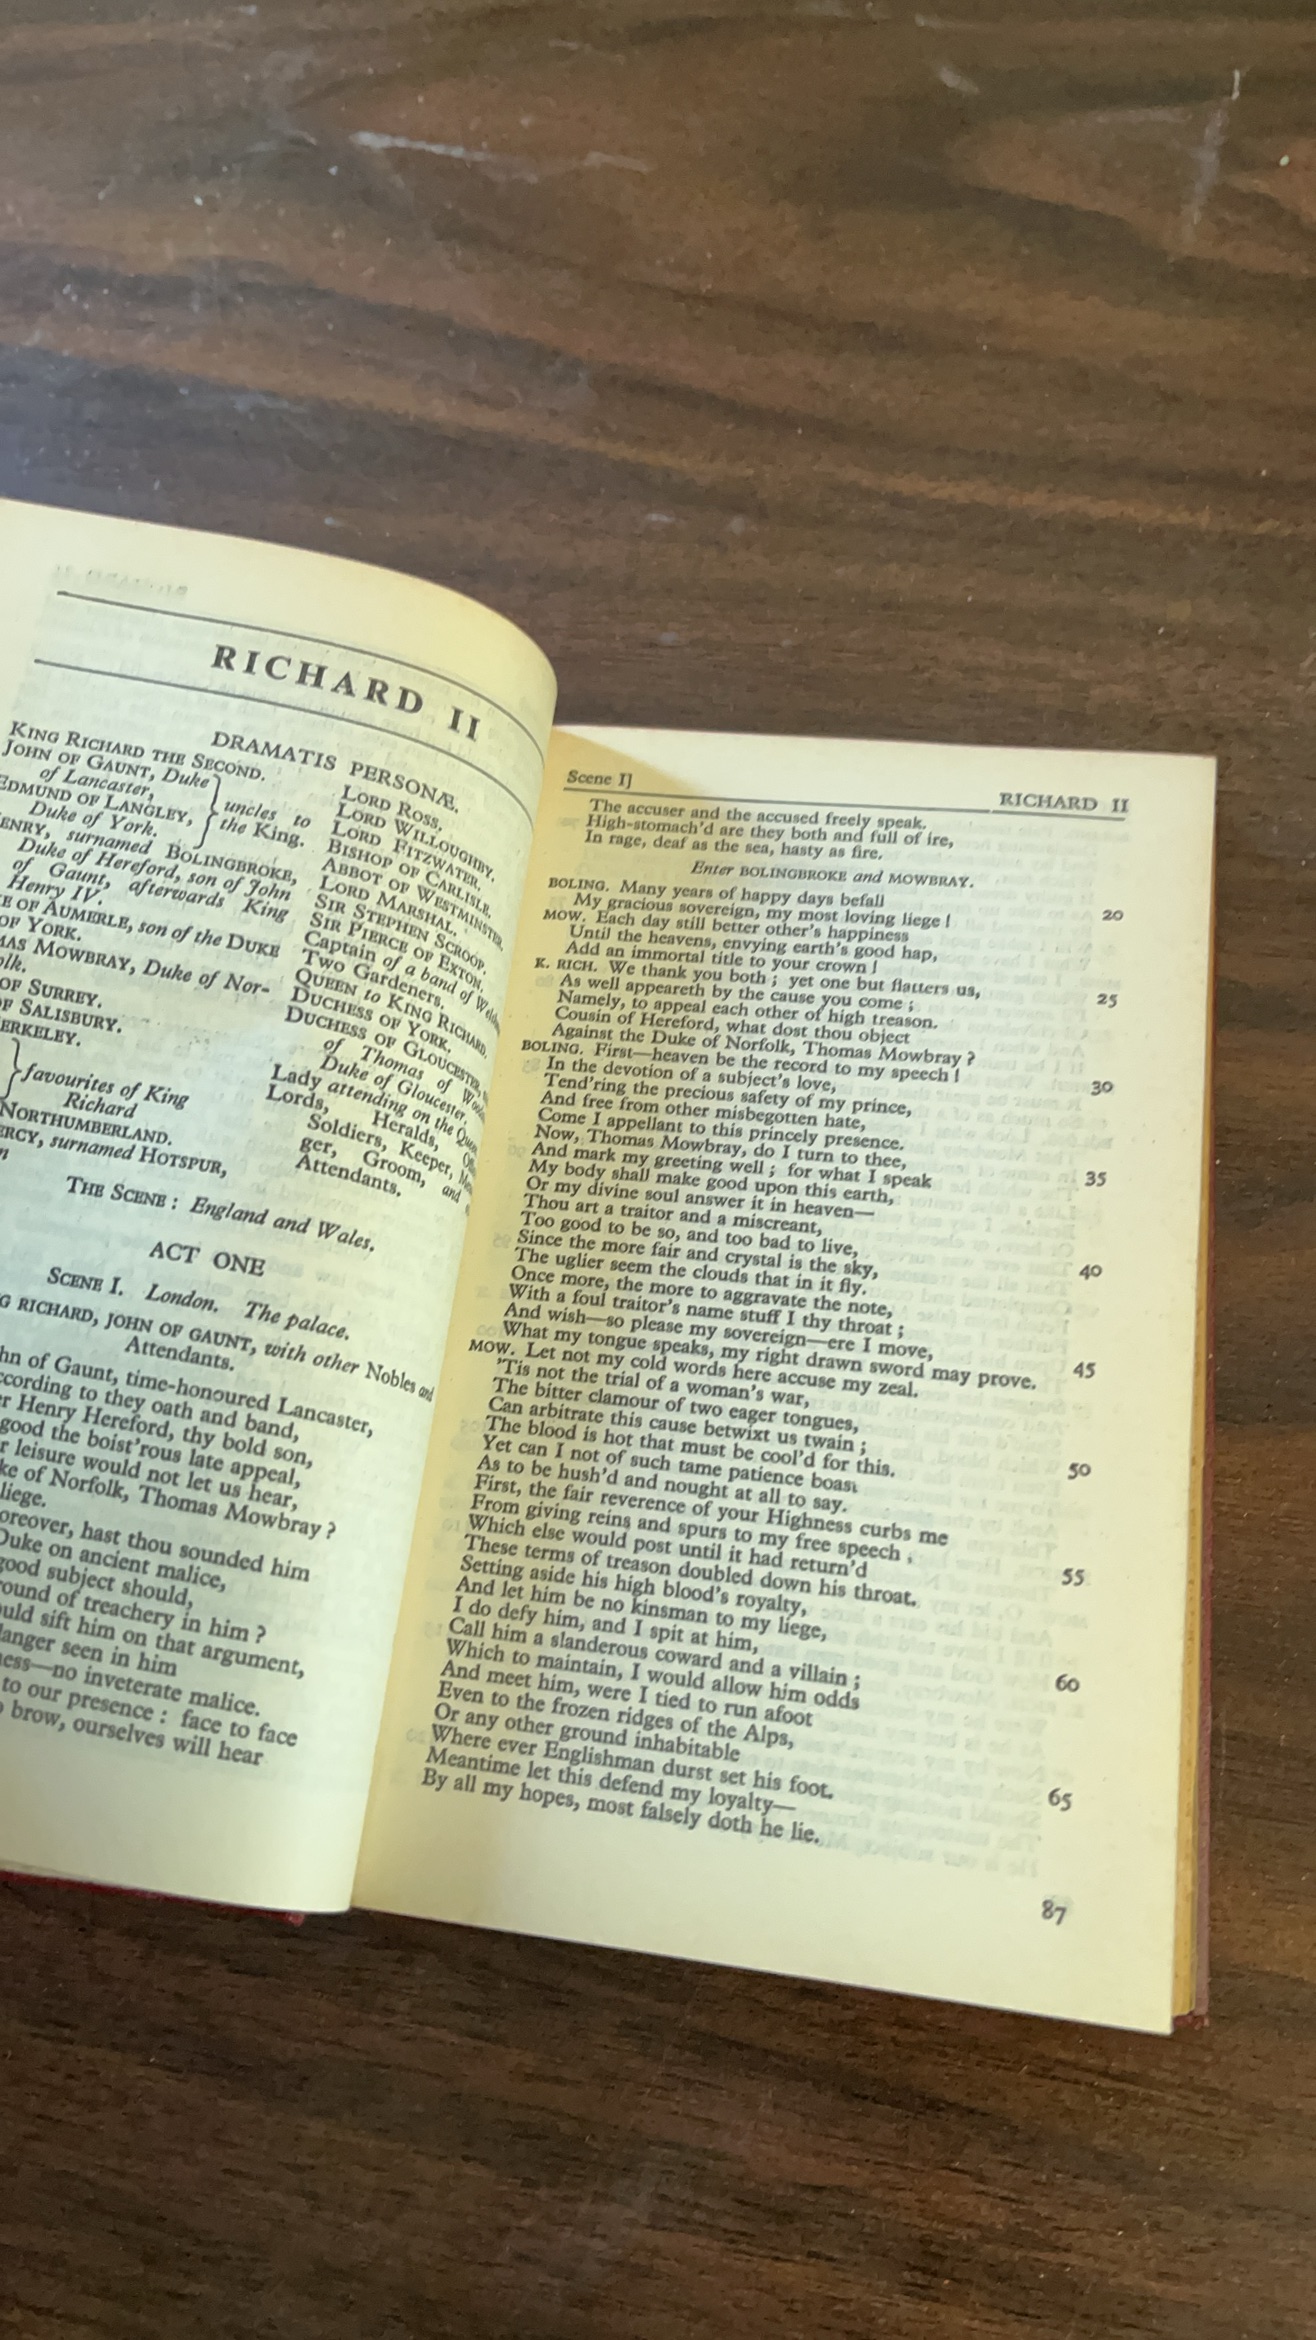 RICHARD II
DRAMATIS PERSONÆ.
KING RICHARD THE SECOND.
JOHN OF GAUNT, Duke
of Lancaster,
EDMUND OF LANGLEY,
Duke of York.
uncles to
the King.
HENRY, surnamed BOLINGBROKE,
Duke of Hereford, son of John
of Gaunt, afterwards King
Henry IV.
OF AUMERLE, son of the DUKE
OF YORK.
MOWBRAY, Duke of Nor-
folk.
OF SURREY.
OF SALISBURY.
BERKELEY.
favourites of King
Richard
NORTHUMBERLAND.
PERCY, surnamed HOTSPUR,
LORD ROSS.
LORD WILLOUGHBY.
LORD FITZWATER.
BISHOP OF CARLISLE.
ABBOT OF WESTMINSTER.
LORD MARSHAL.
SIR STEPHEN SCROOP.
SIR PIERCE OF EXTON.
Captain of a band of
Two Gardeners.
QUEEN to KING RICHARD.
DUCHESS OF YORK.
DUCHESS OF GLOUCESTER,
of Thomas of
Duke of Gloucester.
Lady attending on the
Lords, Heralds,
Soldiers, Keeper,
ger, Groom, and
Attendants.
THE SCENE : England and Wales.
ACT ONE
SCENE I. London. The palace.
RICHARD, JOHN OF GAUNT, with other Nobles and
Attendants.
of Gaunt, time-honoured Lancaster,
to they oath and band,
Henry Hereford, thy bold son,
good the boist'rous late appeal,
leisure would not let us hear,
of Norfolk, Thomas Mowbray ?
liege.
hast thou sounded him
Duke on ancient malice,
good subject should,
of treachery in him ?
sift him on that argument,
seen in him
no inveterate malice.
to our presence : face to face
brow, ourselves will hear
Scene I] RICHARD II
The accuser and the accused freely speak.
High-stomach'd are they both and full of ire,
In rage, deaf as the sea, hasty as fire.
Enter BOLINGBROKE and MOWBRAY.
BOLING. Many years of happy days befall 20
My gracious sovereign, my most loving liege !
MOW. Each day still better other's happiness
Until the heavens, envying earth's good hap,
Add an immortal title to your crown !
K. RICH. We thank you both ; yet one but flatters us, 25
As well appeareth by the cause you come ;
Namely, to appeal each other of high treason.
Cousin of Hereford, what dost thou object
Against the Duke of Norfolk, Thomas Mowbray ?
BOLING. First—heaven be the record to my speech ! 30
In the devotion of a subject's love,
Tend'ring the precious safety of my prince,
And free from other misbegotten hate,
Come I appellant to this princely presence.
Now, Thomas Mowbray, do I turn to thee, 35
And mark my greeting well ; for what I speak
My body shall make good upon this earth,
Or my divine soul answer it in heaven—
Thou art a traitor and a miscreant,
Too good to be so, and too bad to live, 40
Since the more fair and crystal is the sky,
The uglier seem the clouds that in it fly.
Once more, the more to aggravate the note,
With a foul traitor's name stuff I thy throat ;
And wish—so please my sovereign—ere I move, 45
What my tongue speaks, my right drawn sword may prove.
MOW. Let not my cold words here accuse my zeal.
'Tis not the trial of a woman's war,
The bitter clamour of two eager tongues,
Can arbitrate this cause betwixt us twain ; 50
The blood is hot that must be cool'd for this.
Yet can I not of such tame patience boast
As to be hush'd and nought at all to say.
First, the fair reverence of your Highness curbs me
From giving reins and spurs to my free speech, 55
Which else would post until it had return'd
These terms of treason doubled down his throat.
Setting aside his high blood's royalty,
And let him be no kinsman to my liege,
I do defy him, and I spit at him, 60
Call him a slanderous coward and a villain ;
Which to maintain, I would allow him odds
And meet him, were I tied to run afoot
Even to the frozen ridges of the Alps,
Or any other ground inhabitable 65
Where ever Englishman durst set his foot.
Meantime let this defend my loyalty—
By all my hopes, most falsely doth he lie.
87